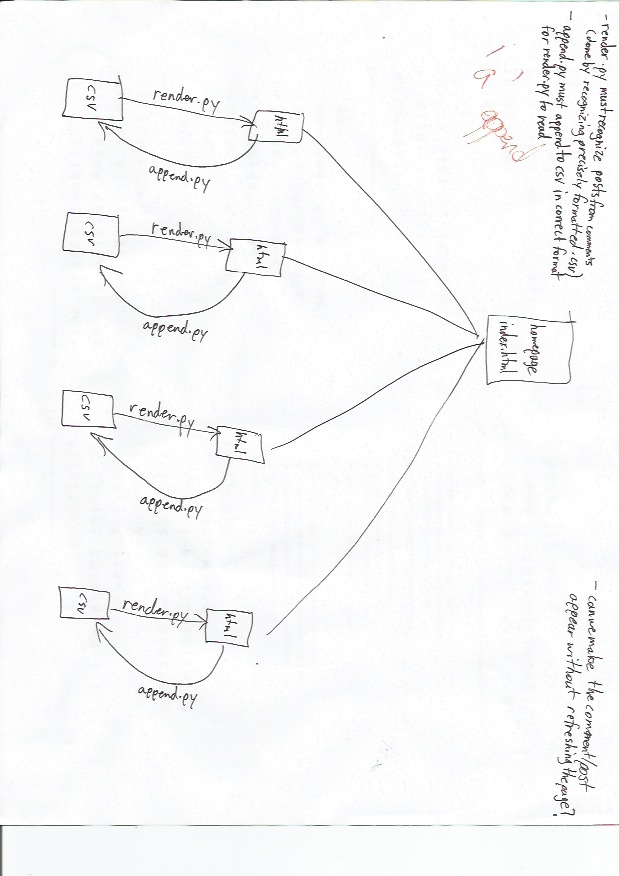 - render.py must recognize posts from comments
(done by recognizing precisely formatted .csv)
- append.py must append to csv in correct format
for render.py to read
'a' append
- can we make the comment/post
appear without refreshing the page?
homepage
index.html
html
html
html
html
render.py
append.py
render.py
append.py
render.py
append.py
render.py
append.py
csv
csv
csv
csv